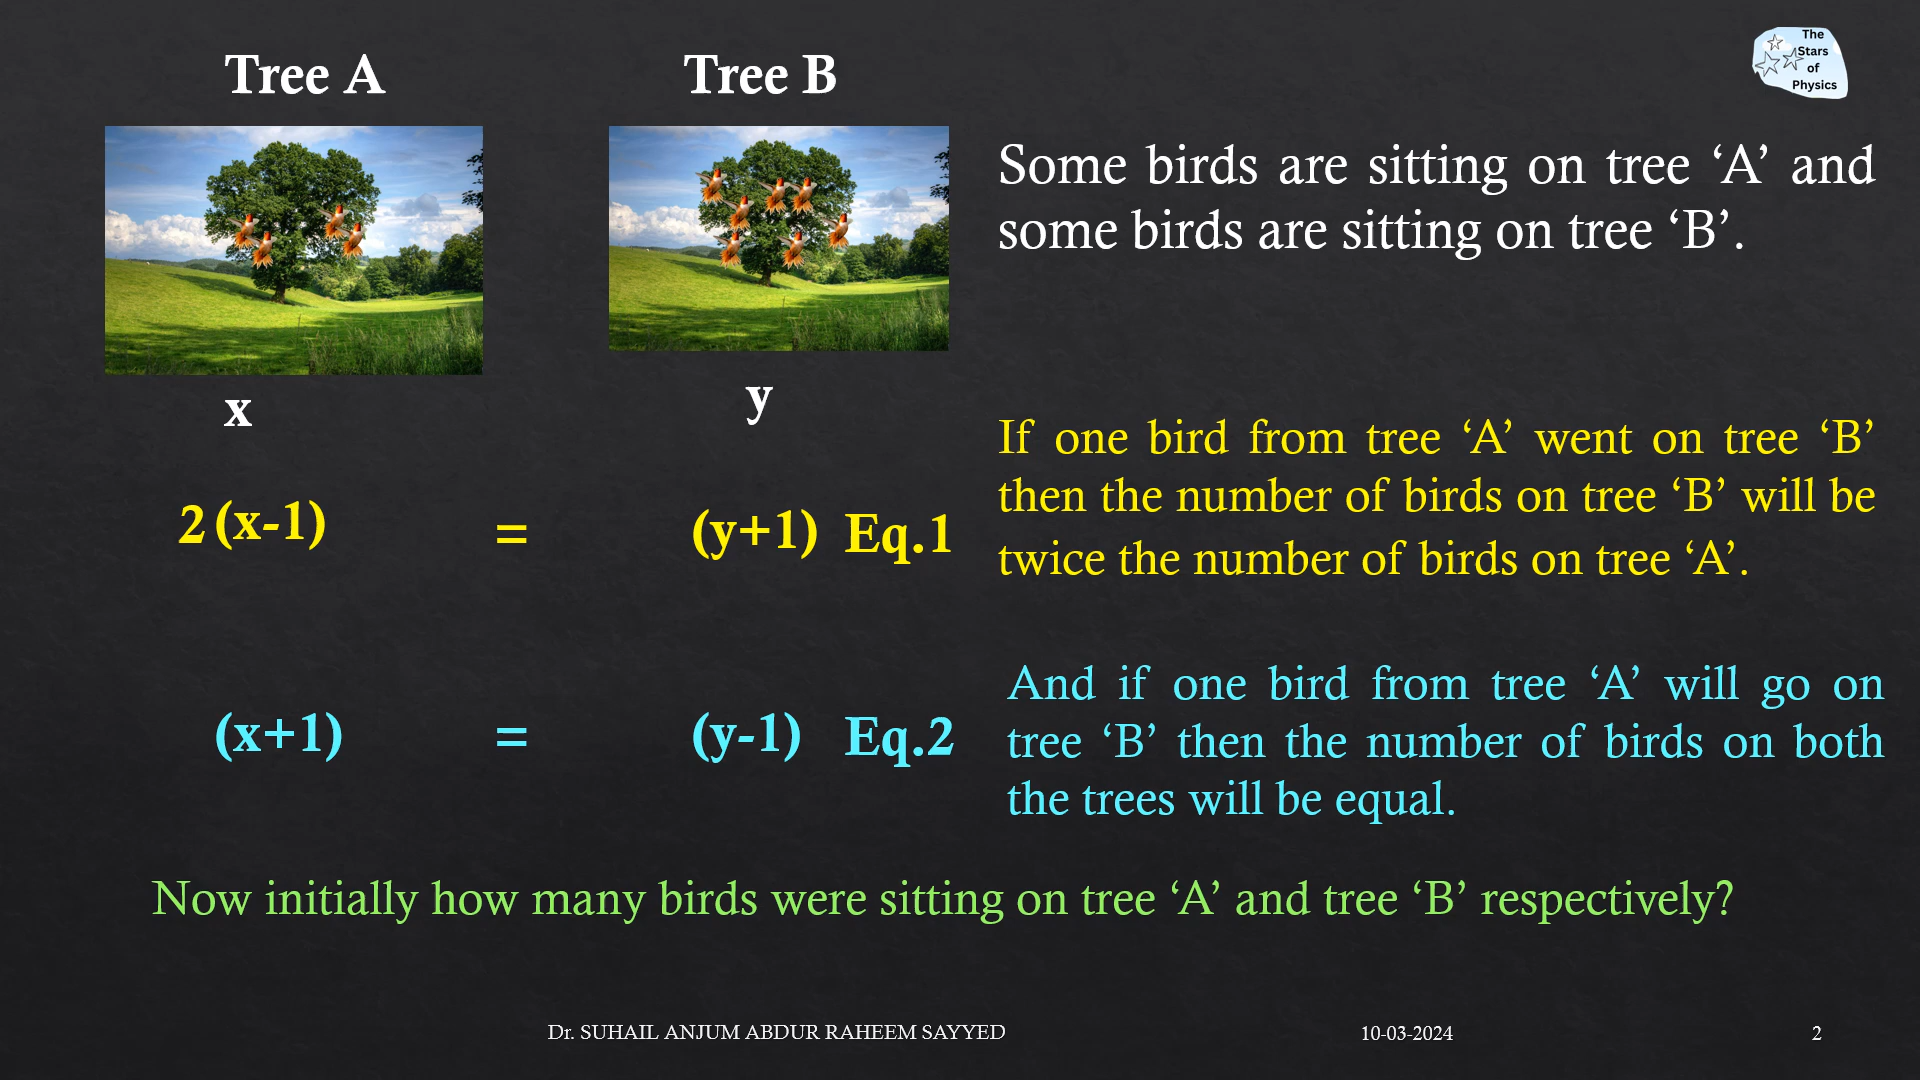 Tree A
Tree B
The
Stars
of
Physics
Some birds are sitting on tree ‘A’ and
some birds are sitting on tree ‘B’.
x
y
If one bird from tree ‘A’ went on tree ‘B’
then the number of birds on tree ‘B’ will be
twice the number of birds on tree ‘A’.
2 (x-1) = (y+1) Eq.1
And if one bird from tree ‘A’ will go on
tree ‘B’ then the number of birds on both
the trees will be equal.
(x+1) = (y-1) Eq.2
Now initially how many birds were sitting on tree ‘A’ and tree ‘B’ respectively?
Dr. SUHAIL ANJUM ABDUR RAHEEM SAYYED
10-03-2024
2